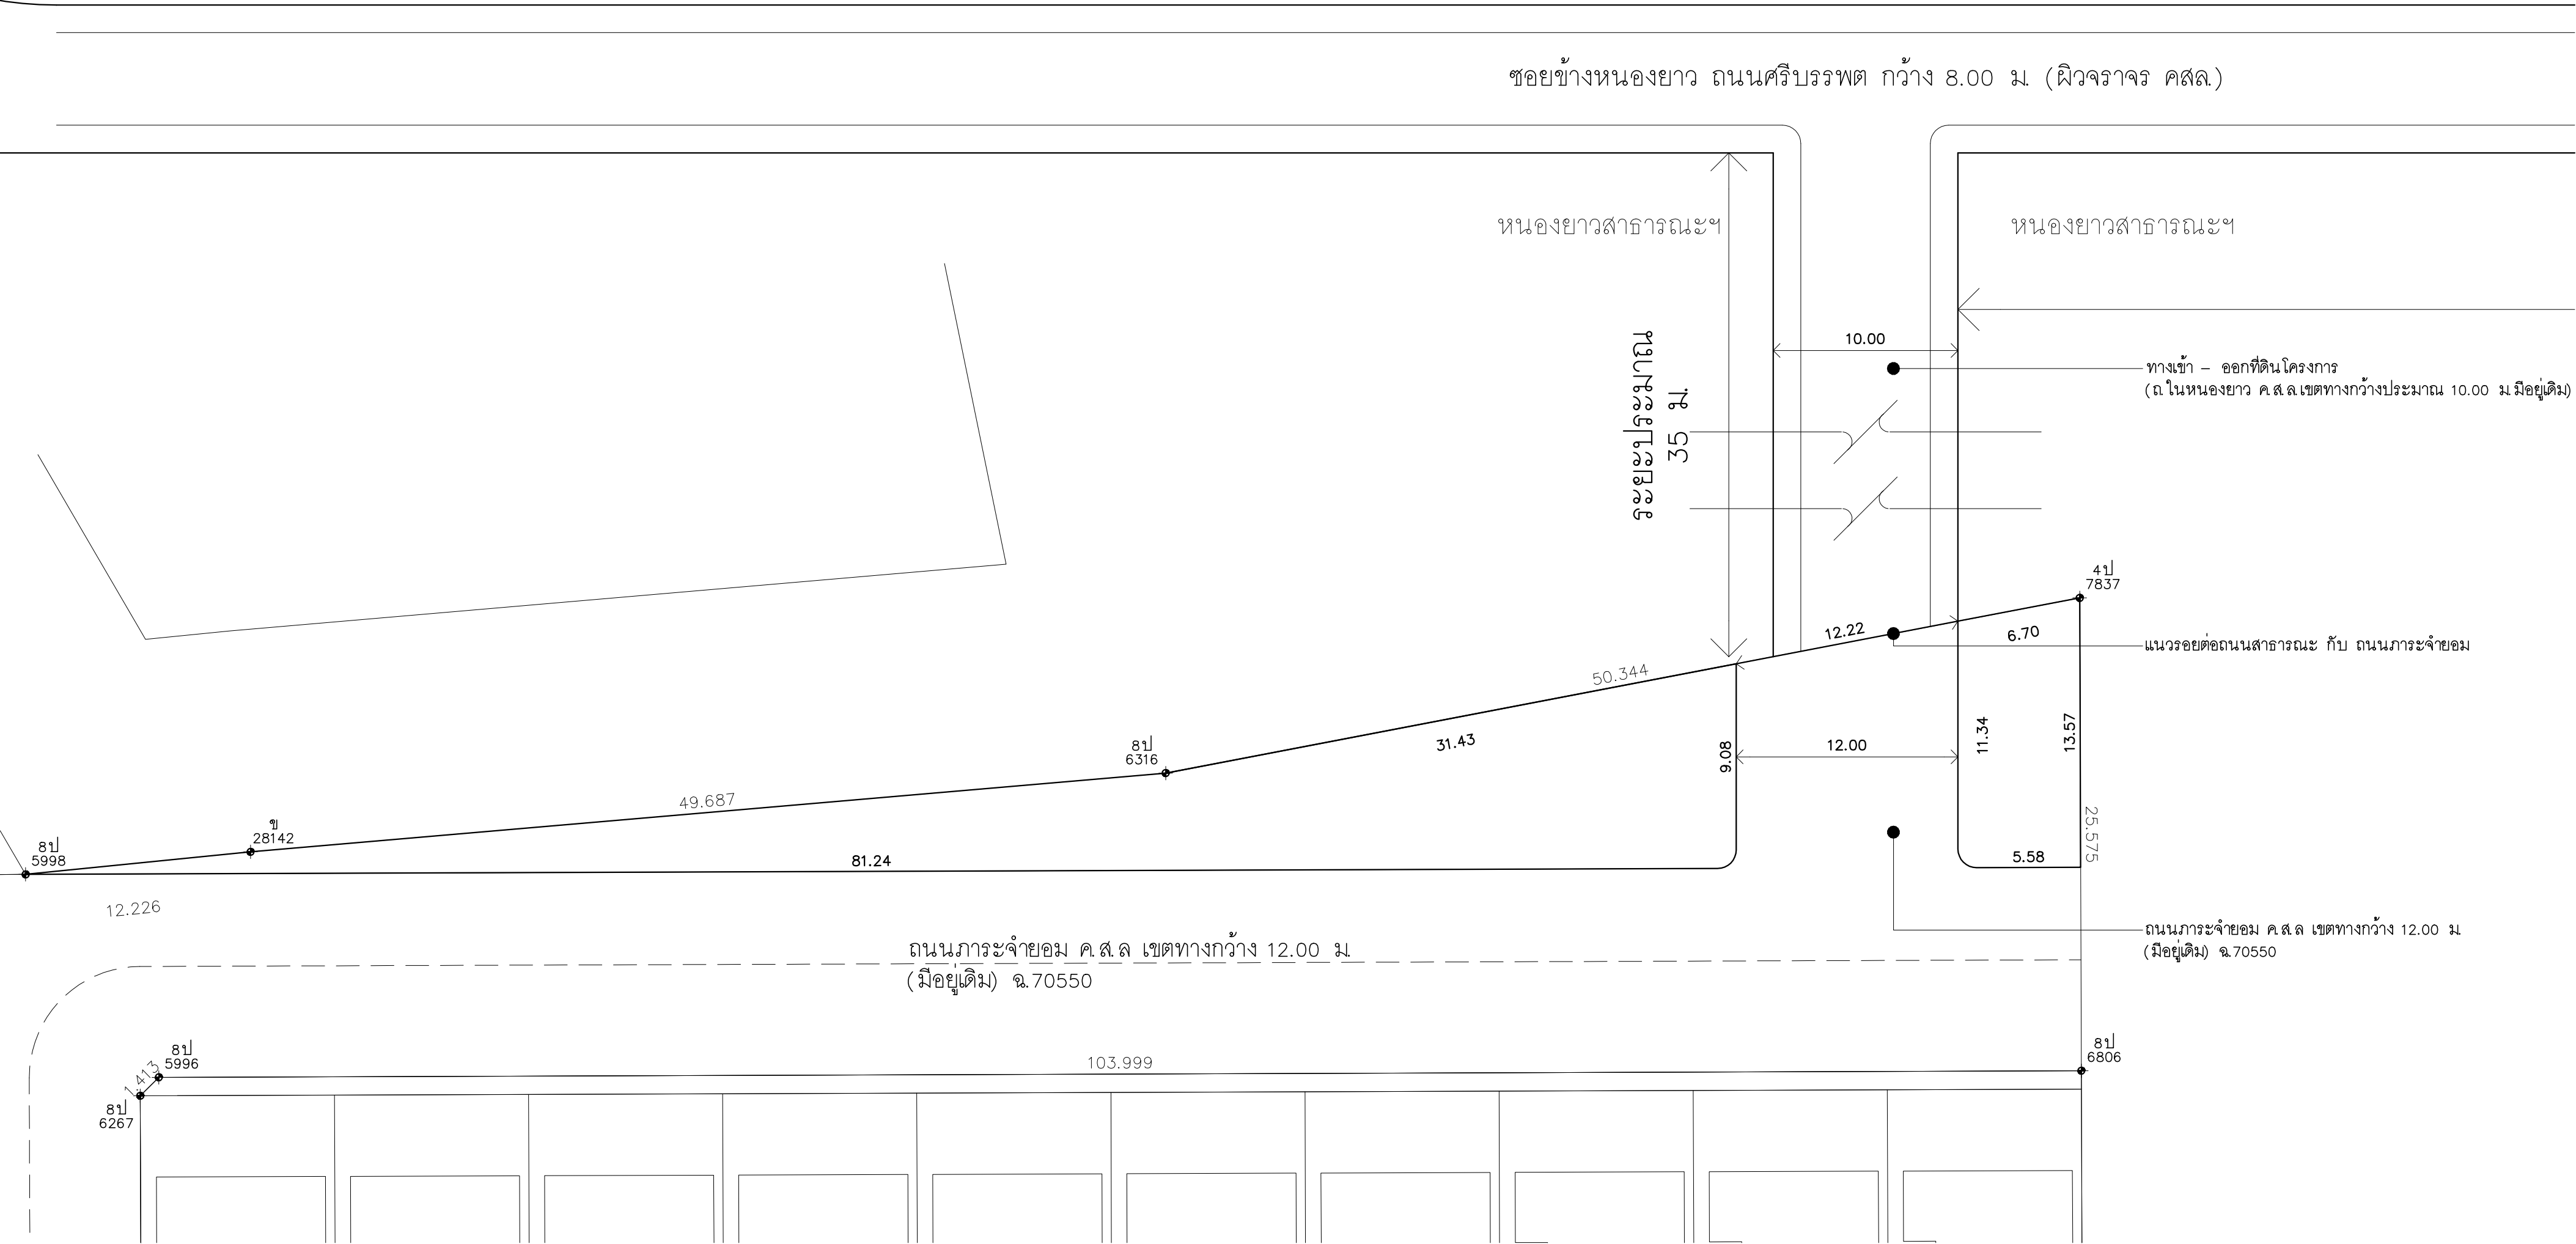 ซอยข้างหนองยาว ถนนศรีบรรพต กว้าง 8.00 ม. (ผิวจราจร คสล.)
หนองยาวสาธารณะฯ
หนองยาวสาธารณะฯ
ระยะประมาณ
35 ม.
10.00
ทางเข้า - ออกที่ดินโครงการ
(ถ.ในหนองยาว ค.ส.ล.เขตทางกว้างประมาณ 10.00 ม.มีอยู่เดิม)
4ป
7837
12.22
6.70
แนวรอยต่อถนนสาธารณะ กับ ถนนภาระจำยอม
50.344
8ป
6316
31.43
9.08
12.00
11.34
13.57
49.687
ข
28142
8ป
5998
81.24
5.58
25.575
12.226
ถนนภาระจำยอม ค.ส.ล เขตทางกว้าง 12.00 ม.
(มีอยู่เดิม) ฉ.70550
ถนนภาระจำยอม ค.ส.ล เขตทางกว้าง 12.00 ม.
(มีอยู่เดิม) ฉ.70550
8ป
5996
1.413
103.999
8ป
6806
8ป
6267